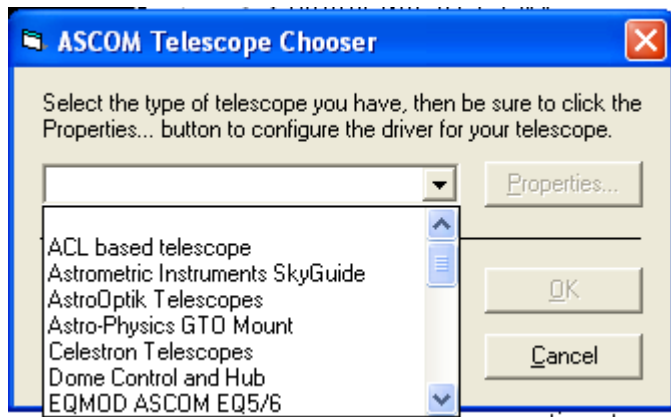 ASCOM Telescope Chooser
Select the type of telescope you have, then be sure to click the
Properties... button to configure the driver for your telescope.
Properties...
ACL based telescope
Astrometric Instruments SkyGuide
AstroOptik Telescopes
Astro-Physics GTO Mount
Celestron Telescopes
Dome Control and Hub
EQMOD ASCOM EQ5/6
OK
Cancel